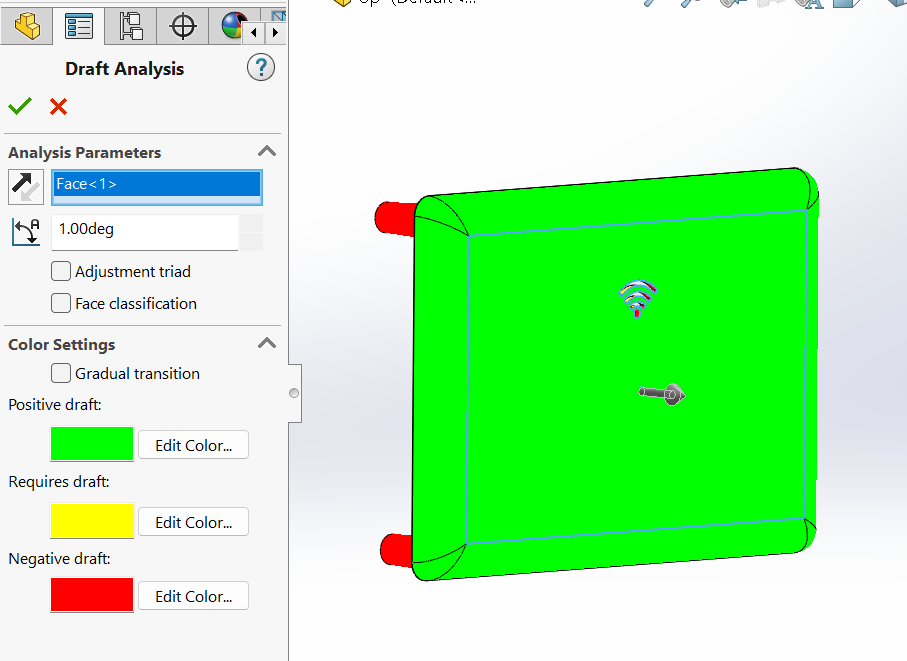 Draft Analysis
?
Analysis Parameters
Face<1>
1.00deg
Adjustment triad
Face classification
Color Settings
Gradual transition
Positive draft:
Edit Color...
Requires draft:
Edit Color...
Negative draft:
Edit Color...